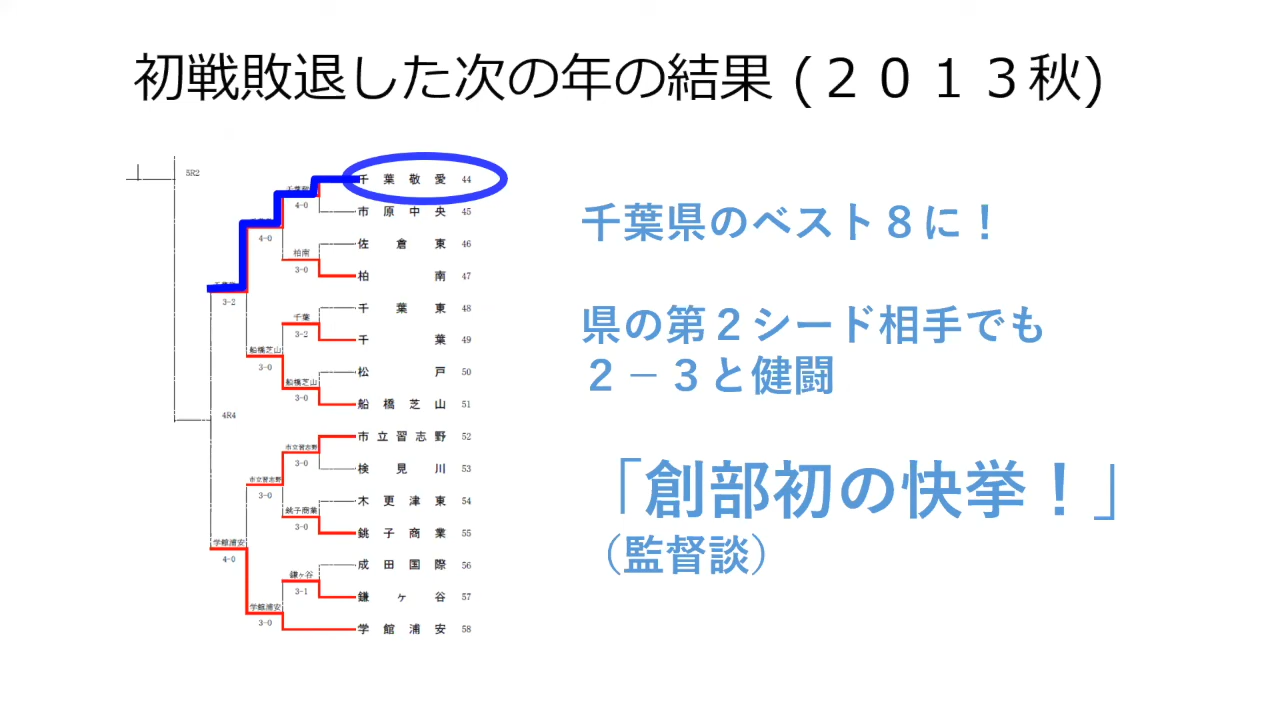 初戦敗退した次の年の結果 (２０１３秋)
5R2
千葉敬愛 44
4-0
市原中央 45
4-0
佐倉東 46
柏南
3-0
柏南 47
3-2
千葉東 48
千葉
3-2
千葉 49
船橋芝山
3-0
松戸 50
船橋芝山
3-0
船橋芝山 51
4R4
市立習志野 52
市立習志野
3-0
検見川 53
市立習志野
3-0
木更津東 54
銚子商業
3-0
銚子商業 55
学館浦安
4-0
成田国際 56
鎌ヶ谷
3-1
鎌ヶ谷 57
学館浦安
3-0
学館浦安 58
千葉県のベスト８に！
県の第２シード相手でも
２－３と健闘
「創部初の快挙！」
（監督談）